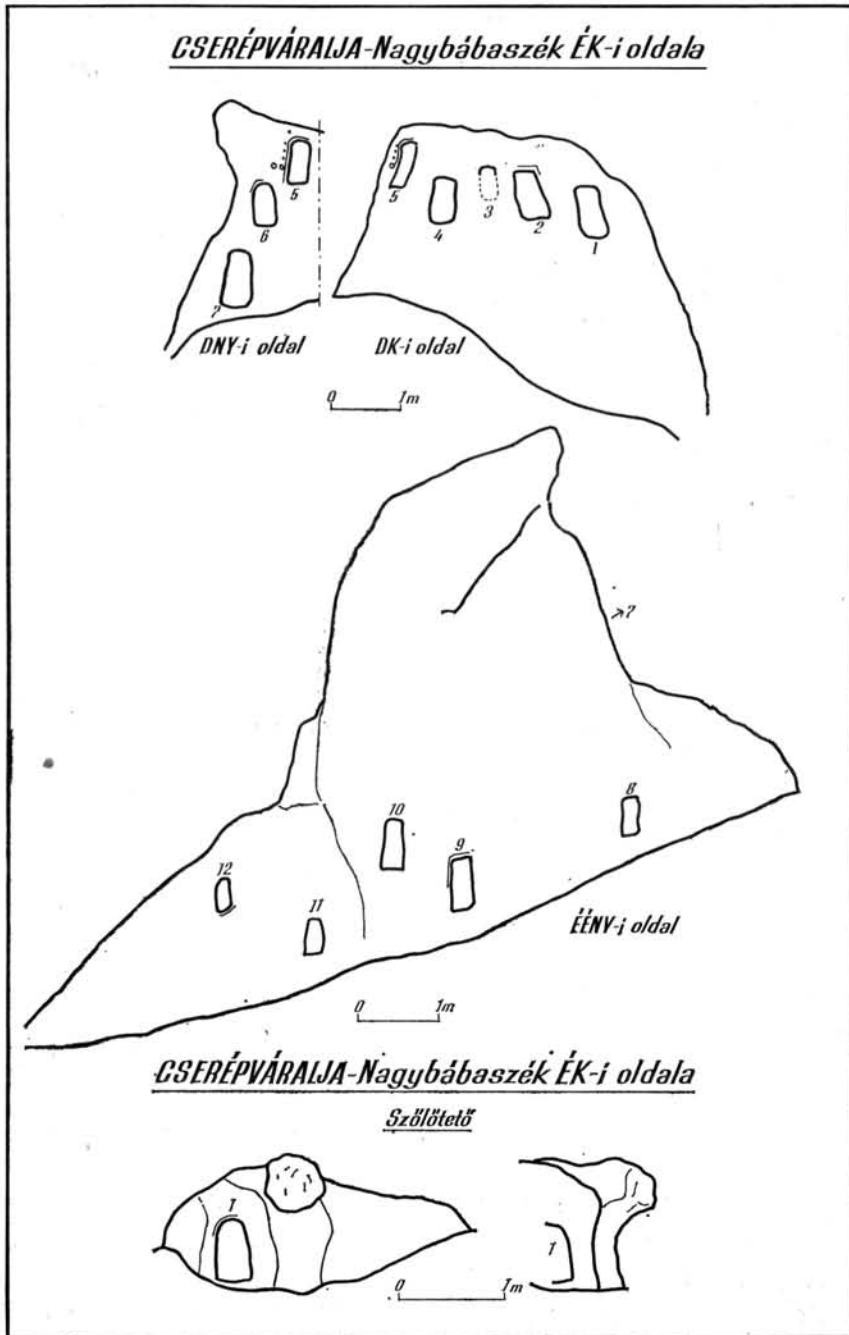 CSERÉPVÁRALJA-Nagybábaszék ÉK-i oldala
5 5
6 4 3 2 1
7
DNY-i oldal DK-i oldal
0 1m
?
10 9 8
12 11
ÉÉNY-i oldal
0 1m
CSERÉPVÁRALJA-Nagybábaszék ÉK-i oldala
Szőlőtető
1 1
0 1m